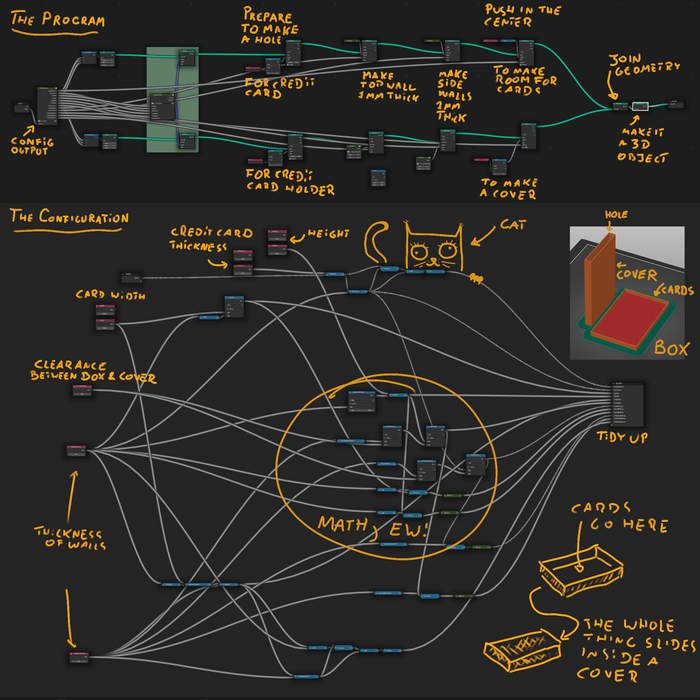 THE PROGRAM
PREPARE
TO MAKE
A HOLE
PUSH IN THE
CENTER
FOR CREDIT
CARD
MAKE
TOP WALL
1MM THICK
MAKE
SIDE
WALLS
1MM
THICK
TO MAKE
ROOM FOR
CARDS
JOIN
GEOMETRY
CONFIG
OUTPUT
FOR CREDIT
CARD HOLDER
TO MAKE
A COVER
MAKE IT
A 3D
OBJECT
THE CONFIGURATION
CREDIT CARD
THICKNESS
HEIGHT
CAT
HOLE
COVER
CARDS
BOX
CARD WIDTH
CLEARANCE
BETWEEN BOX & COVER
TIDY UP
THICKNESS
OF WALLS
MATH, EW!
CARDS
GO HERE
THE WHOLE
THING SLIDES
INSIDE A
COVER